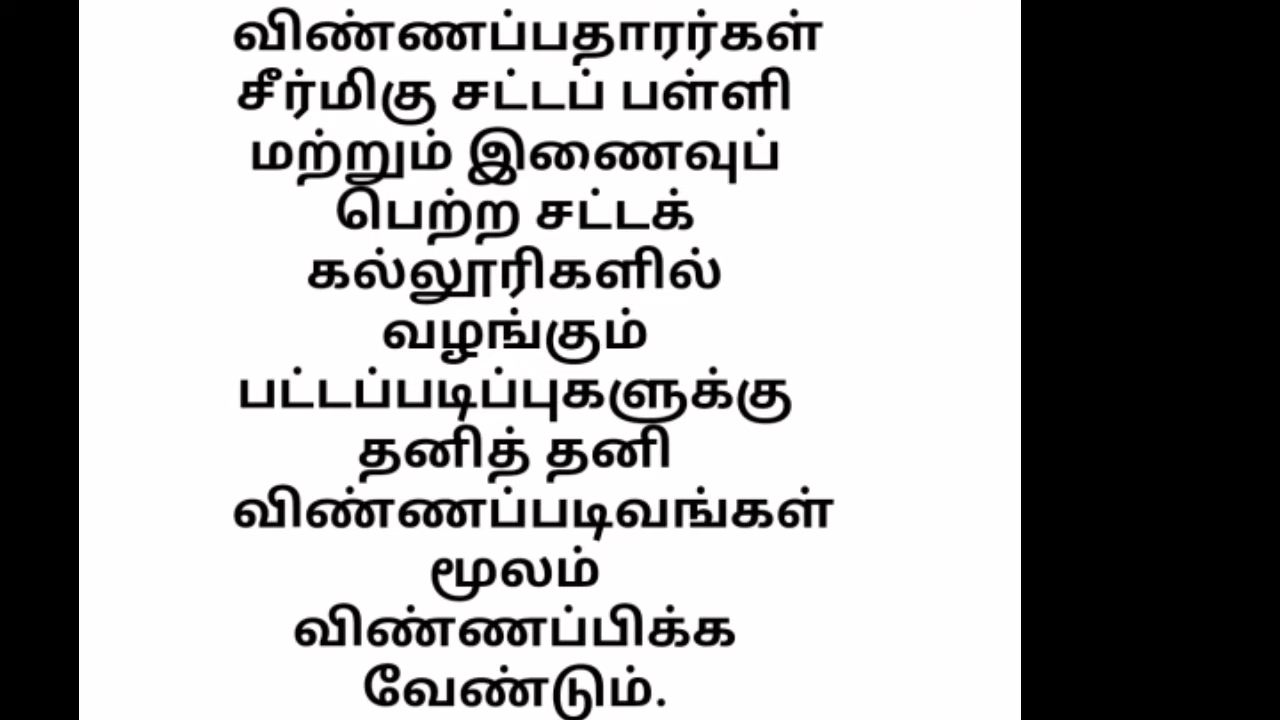 விண்ணப்பதாரர்கள்
சீர்மிகு சட்டப் பள்ளி
மற்றும் இணைவுப்
பெற்ற சட்டக்
கல்லூரிகளில்
வழங்கும்
பட்டப்படிப்புகளுக்கு
தனித் தனி
விண்ணப்படிவங்கள்
மூலம்
விண்ணப்பிக்க
வேண்டும்.